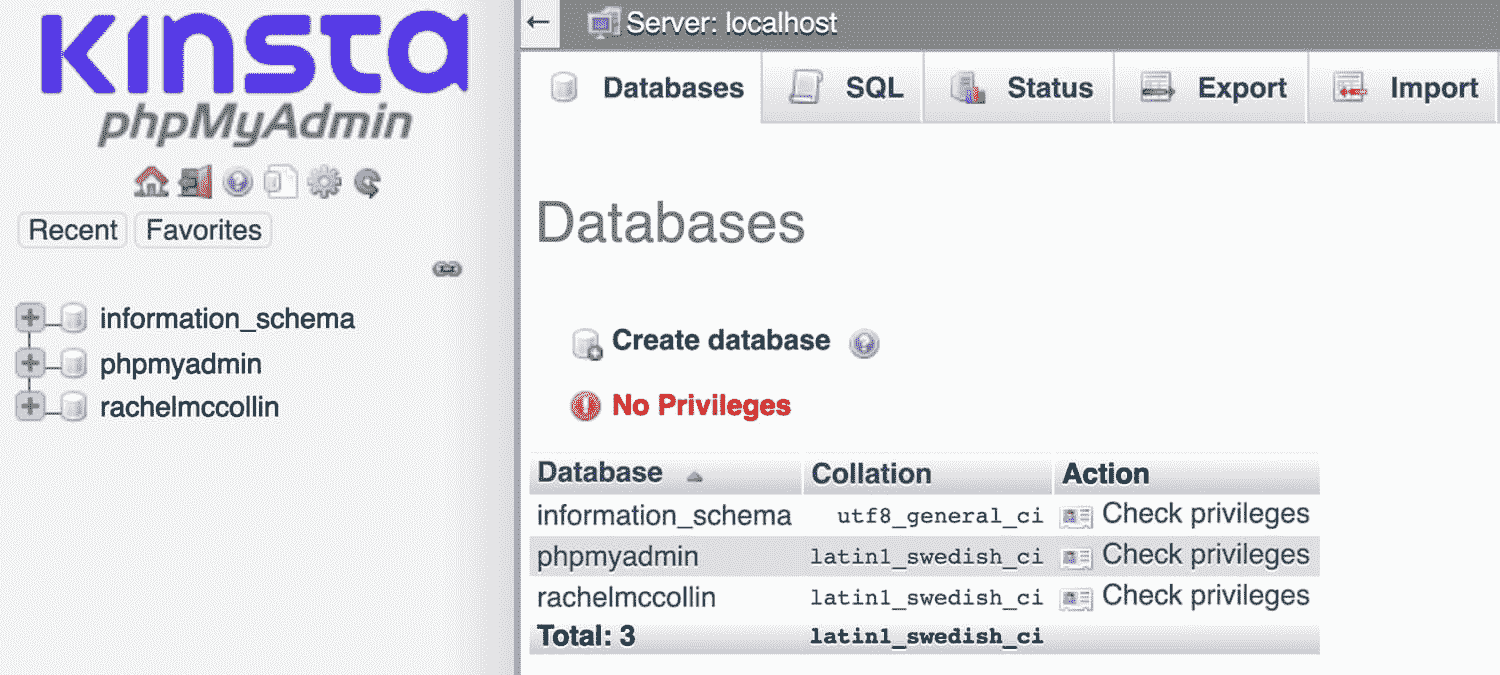 KINSTA
phpMyAdmin
Recent Favorites
information_schema
phpmyadmin
rachelmccollin
Server: localhost
Databases SQL Status Export Import
Databases
Create database
No Privileges
Database Collation Action
information_schema utf8_general_ci Check privileges
phpmyadmin latin1_swedish_ci Check privileges
rachelmccollin latin1_swedish_ci Check privileges
Total: 3 latin1_swedish_ci